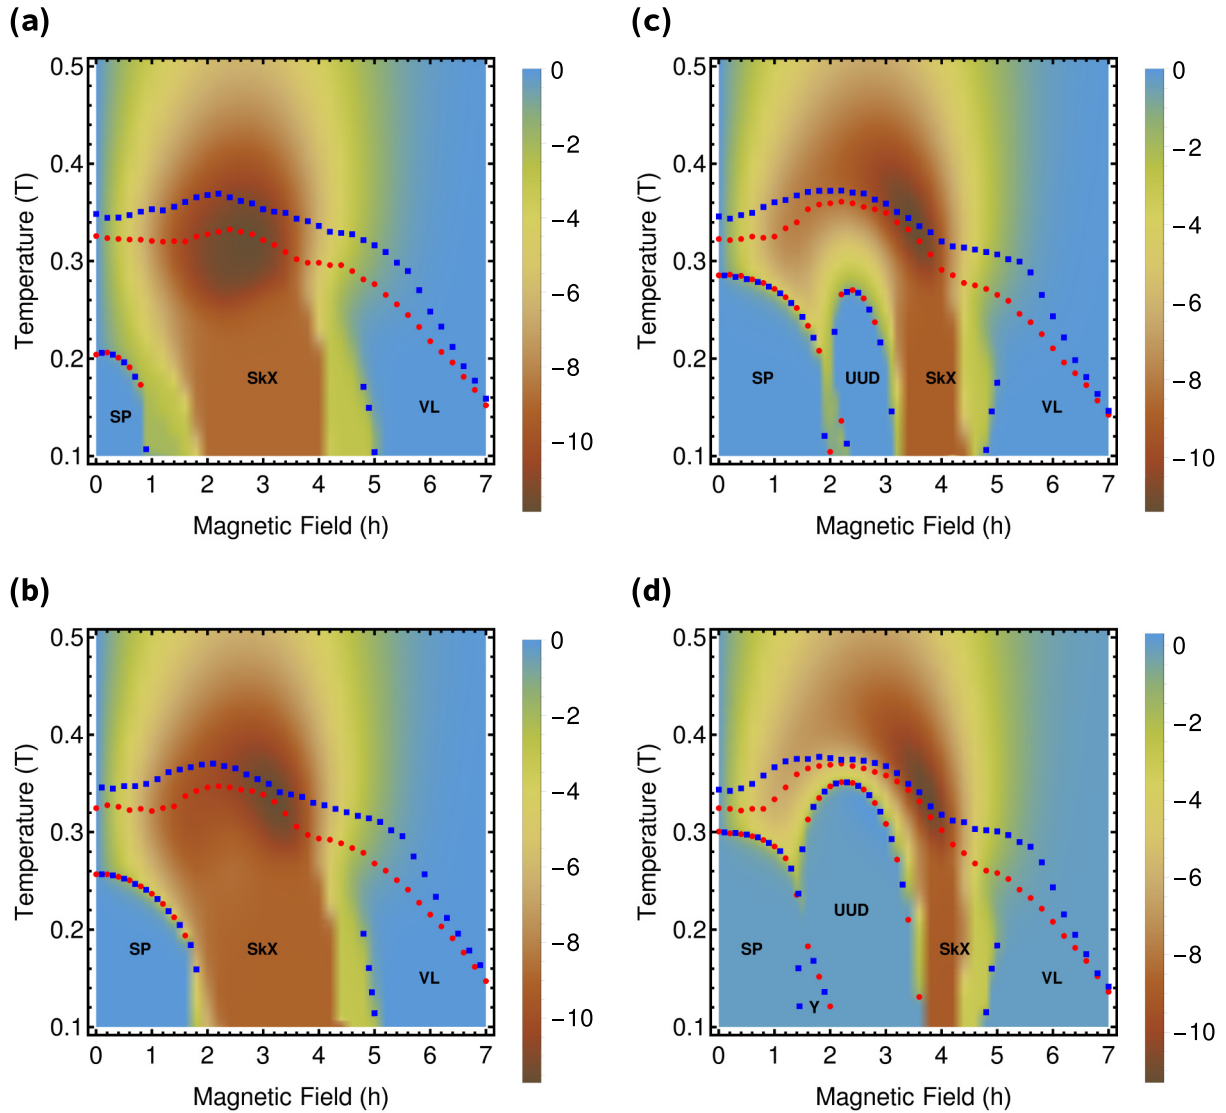 (a)
0.5
0.4
0.3
0.2
0.1
Temperature (T)
SP
SkX
VL
0 1 2 3 4 5 6 7
Magnetic Field (h)
0
−2
−4
−6
−8
−10
(c)
0.5
0.4
0.3
0.2
0.1
Temperature (T)
SP
UUD
SkX
VL
0 1 2 3 4 5 6 7
Magnetic Field (h)
0
−2
−4
−6
−8
−10
(b)
0.5
0.4
0.3
0.2
0.1
Temperature (T)
SP
SkX
VL
0 1 2 3 4 5 6 7
Magnetic Field (h)
0
−2
−4
−6
−8
−10
(d)
0.5
0.4
0.3
0.2
0.1
Temperature (T)
UUD
SP
SkX
VL
Y
0 1 2 3 4 5 6 7
Magnetic Field (h)
0
−2
−4
−6
−8
−10